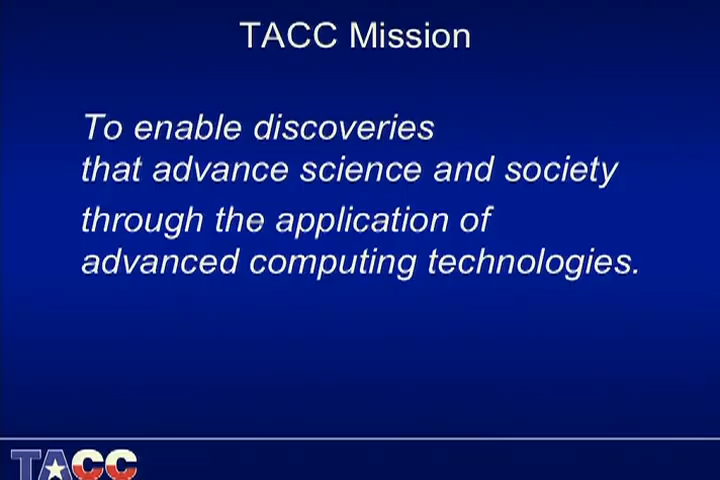 TACC Mission
To enable discoveries
that advance science and society
through the application of
advanced computing technologies.
TACC